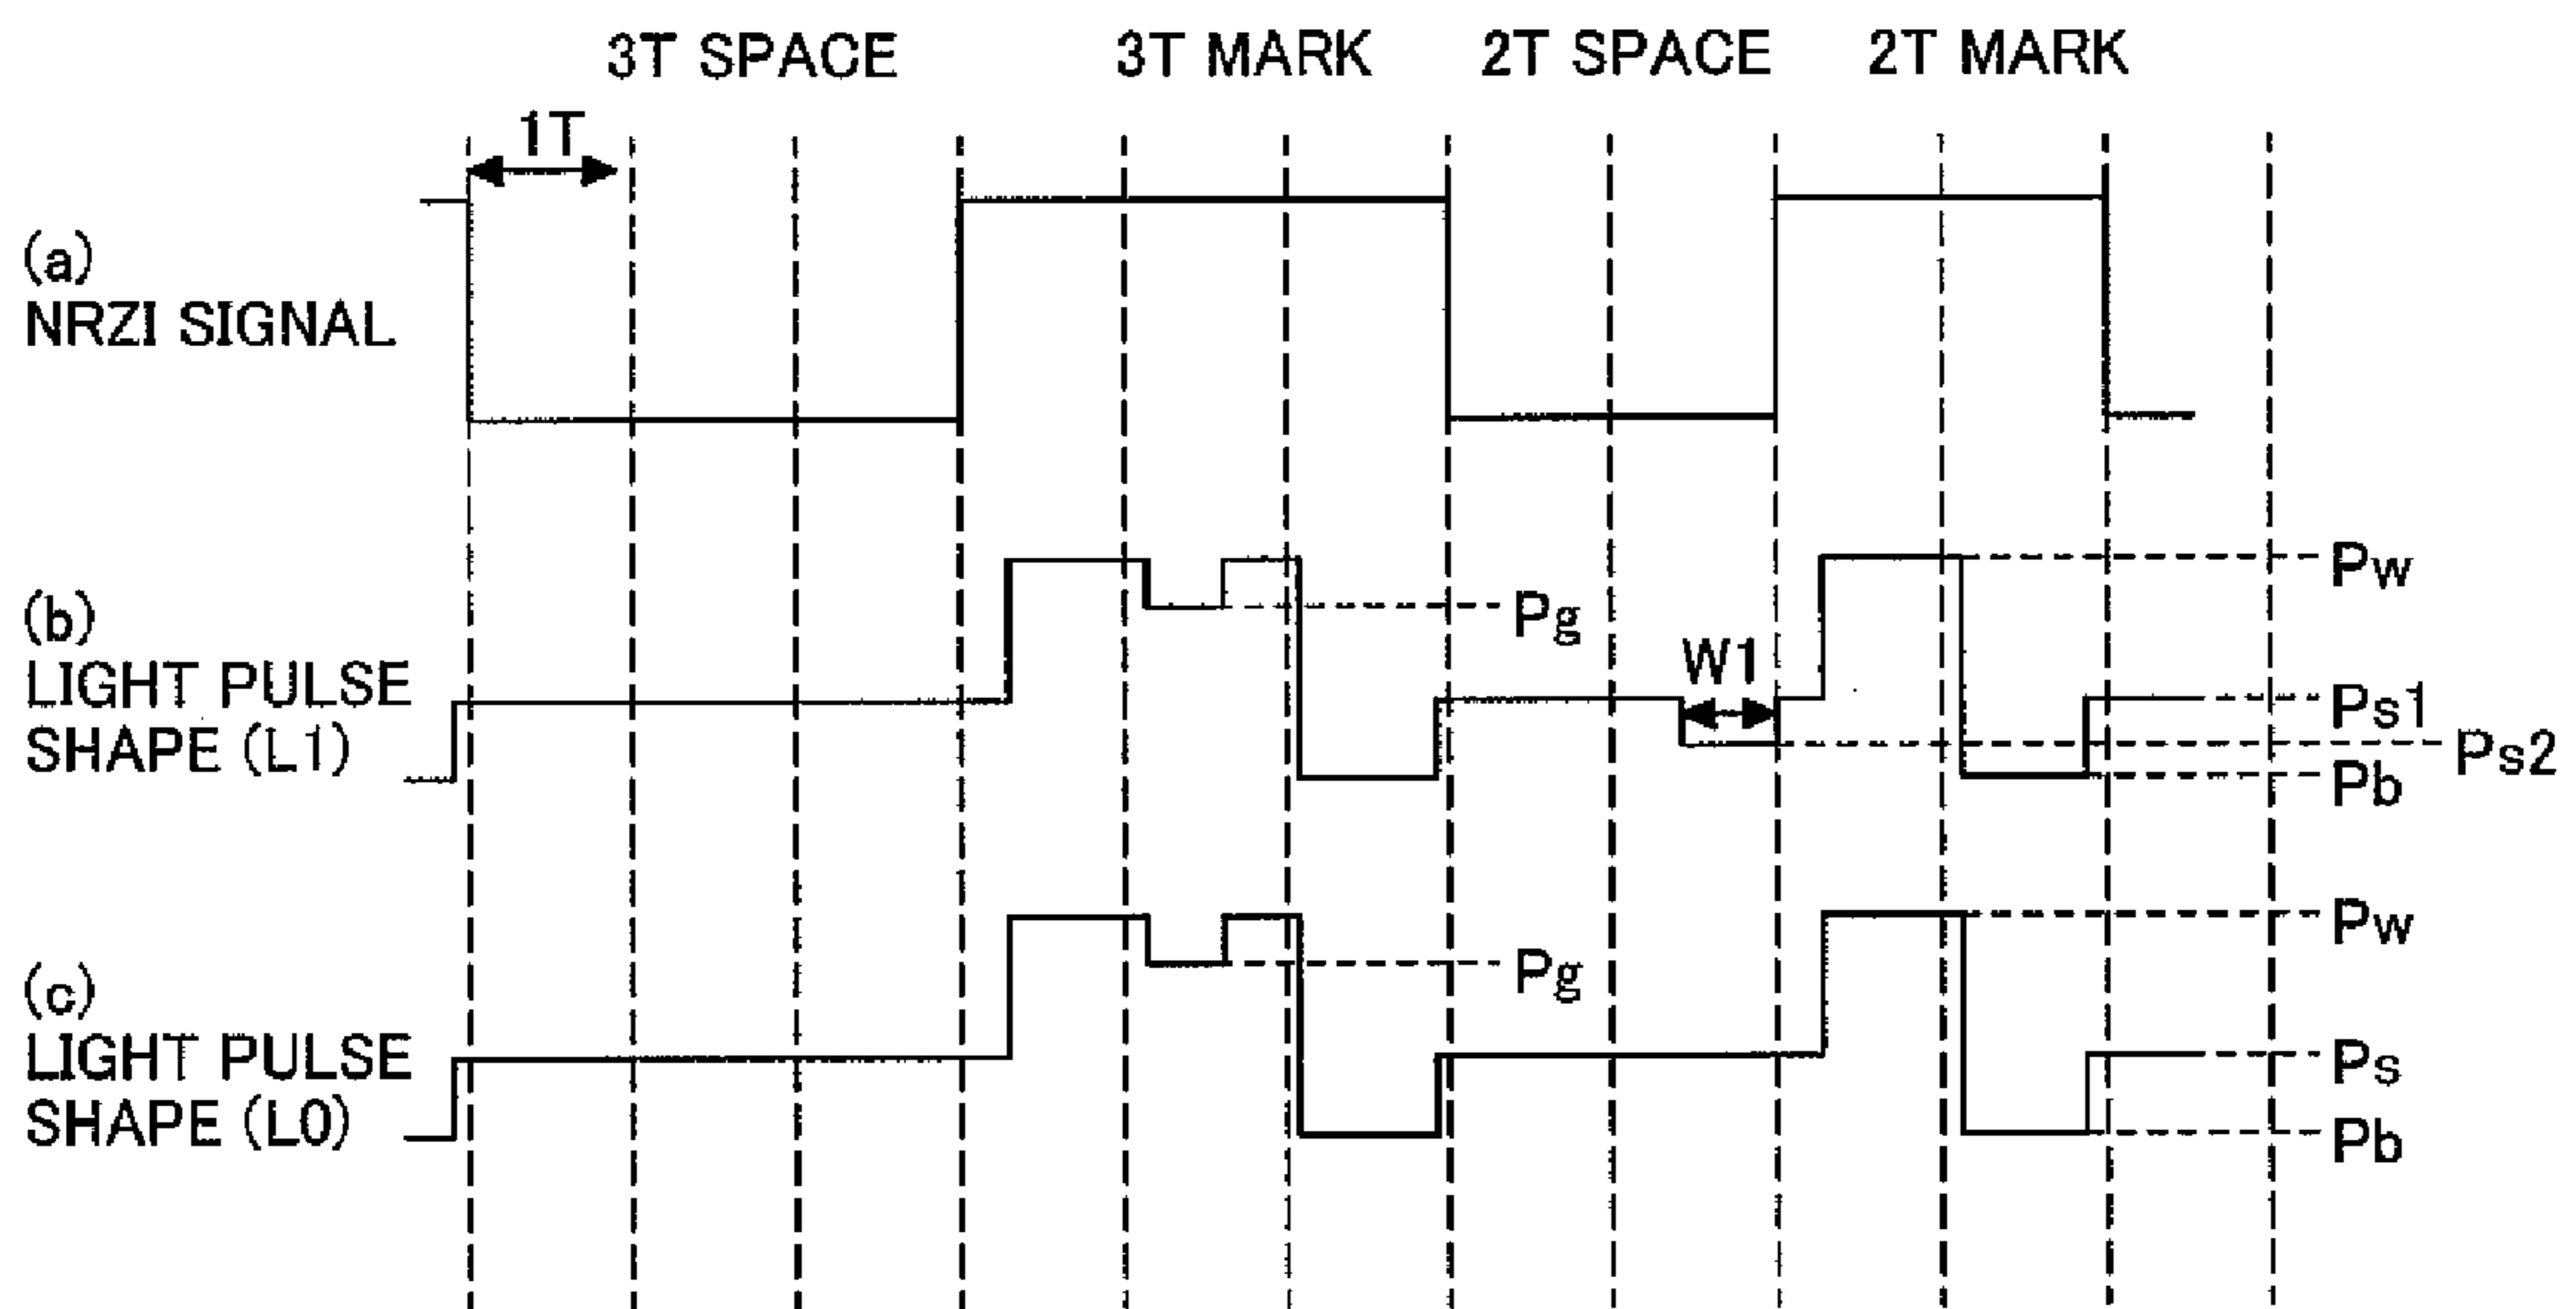 3T SPACE 3T MARK 2T SPACE 2T MARK
1T
(a)
NRZI SIGNAL
Pw
(b)
Pg
LIGHT PULSE
SHAPE (L1)
W1
Ps1
Ps2
Pb
Pw
(c)
Pg
LIGHT PULSE
SHAPE (L0)
Ps
Pb